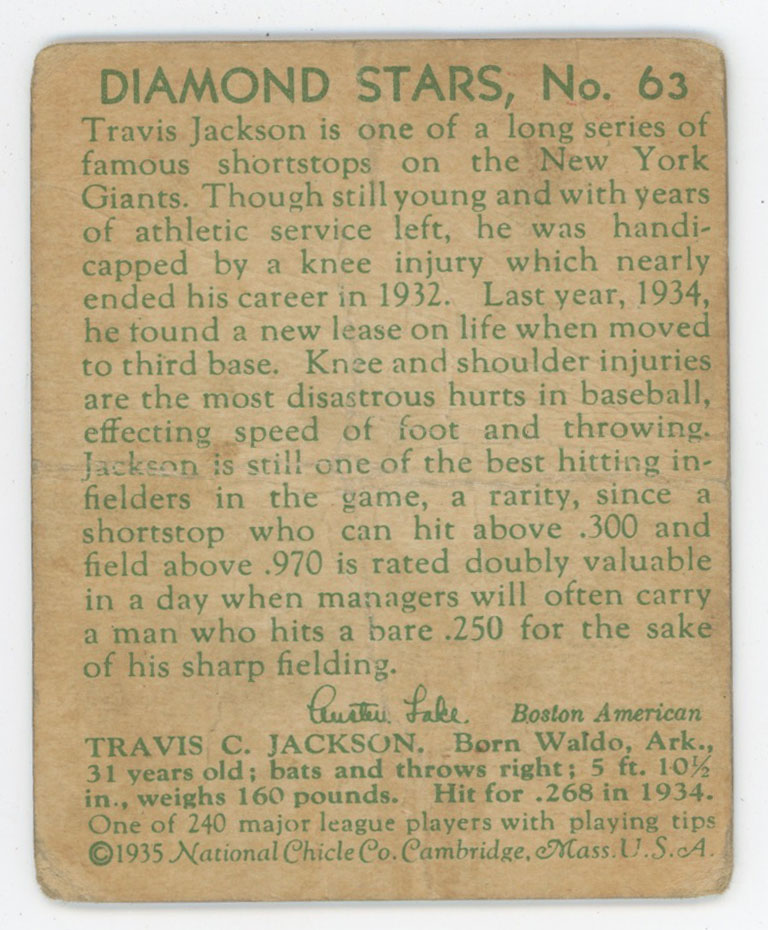 DIAMOND STARS, No. 63
Travis Jackson is one of a long series of
famous shortstops on the New York
Giants. Though still young and with years
of athletic service left, he was handi-
capped by a knee injury which nearly
ended his career in 1932. Last year, 1934,
he found a new lease on life when moved
to third base. Knee and shoulder injuries
are the most disastrous hurts in baseball,
effecting speed of foot and throwing.
Jackson is still one of the best hitting in-
fielders in the game, a rarity, since a
shortstop who can hit above .300 and
field above .970 is rated doubly valuable
in a day when managers will often carry
a man who hits a bare .250 for the sake
of his sharp fielding.
Austen Lake. Boston American
TRAVIS C. JACKSON. Born Waldo, Ark.,
31 years old; bats and throws right; 5 ft. 10½
in., weighs 160 pounds. Hit for .268 in 1934.
One of 240 major league players with playing tips
©1935 National Chicle Co. Cambridge, Mass. U.S.A.